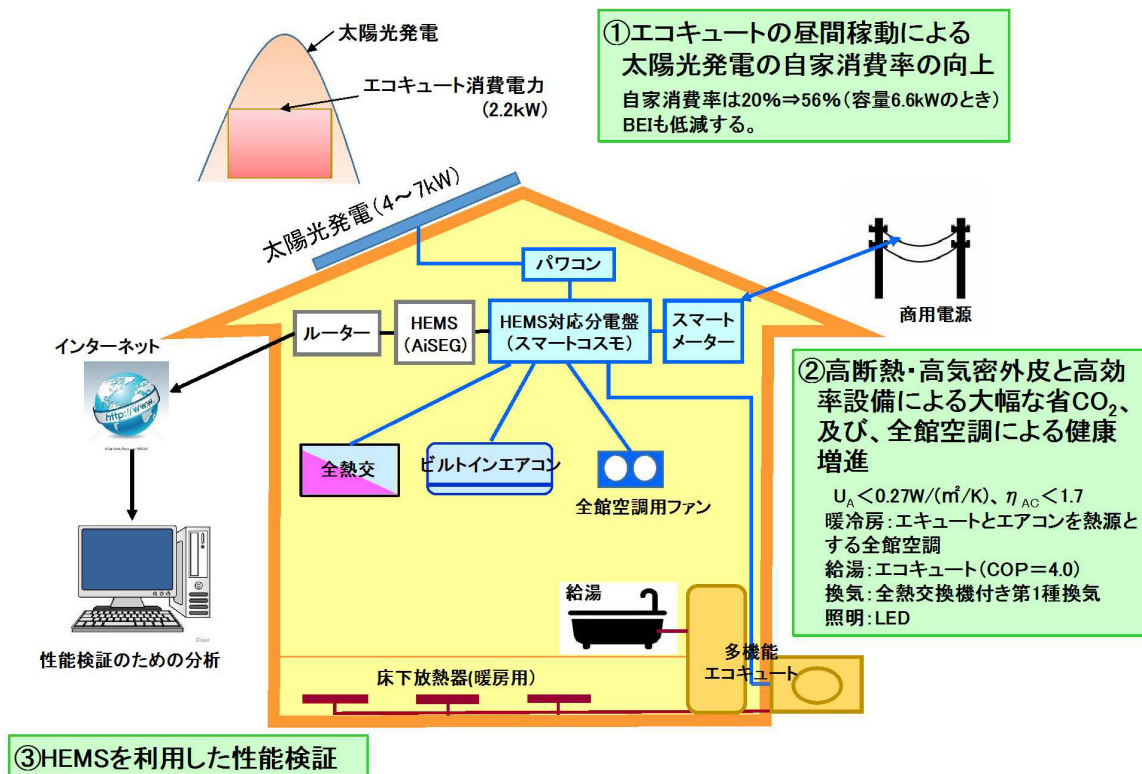 太陽光発電
エコキュート消費電力
(2.2kW)
①エコキュートの昼間稼動による
太陽光発電の自家消費率の向上
自家消費率は20%⇒56%(容量6.6kWのとき)
BEIも低減する。
太陽光発電(4~7kW)
パワコン
ルーター
HEMS
(AiSEG)
HEMS対応分電盤
(スマートコスモ)
スマート
メーター
商用電源
インターネット
http://www.
全熱交
ビルトインエアコン
全館空調用ファン
②高断熱・高気密外皮と高効
率設備による大幅な省CO₂、
及び、全館空調による健康
増進
UA<0.27W/(㎡/K)、ηAC<1.7
暖冷房:エキュートとエアコンを熱源と
する全館空調
給湯:エコキュート(COP=4.0)
換気:全熱交換機付き第1種換気
照明:LED
性能検証のための分析
給湯
多機能
エコキュート
床下放熱器(暖房用)
③HEMSを利用した性能検証